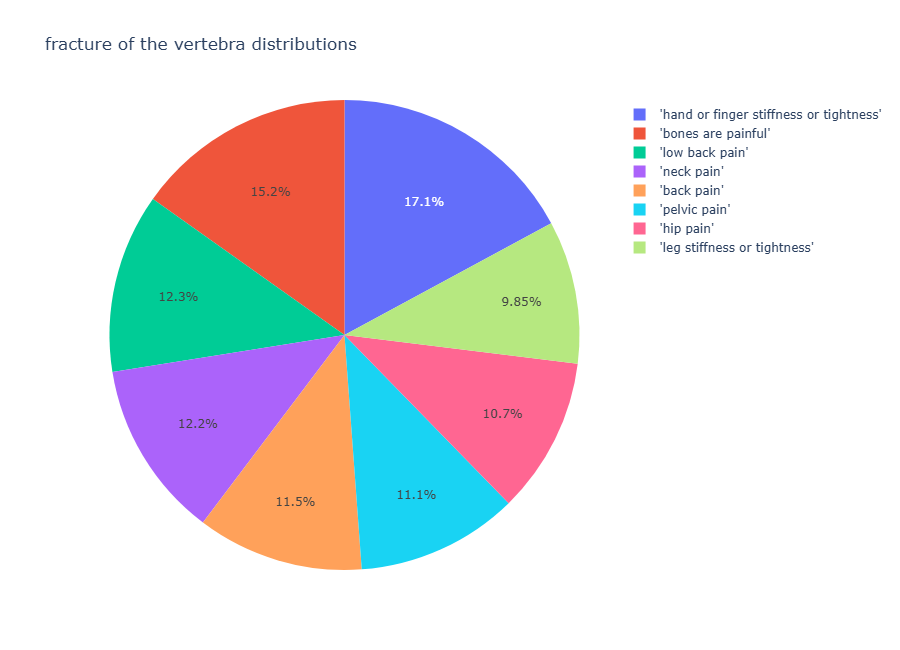 fracture of the vertebra distributions
'hand or finger stiffness or tightness'
'bones are painful'
'low back pain'
'neck pain'
'back pain'
'pelvic pain'
'hip pain'
'leg stiffness or tightness'
15.2%
17.1%
12.3%
9.85%
12.2%
10.7%
11.5%
11.1%